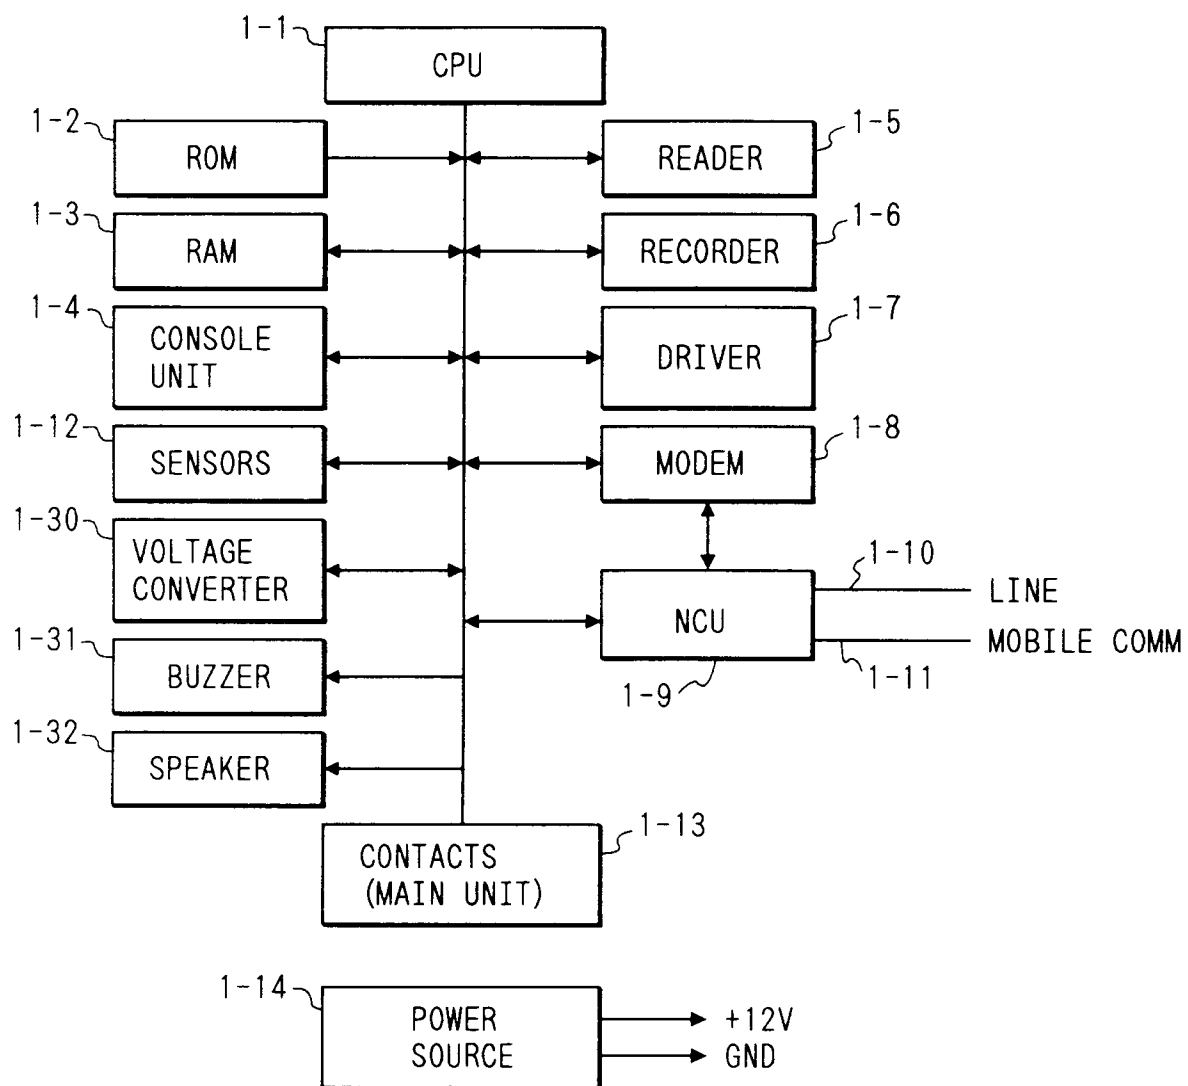 1-1
CPU
1-2
ROM
1-5
READER
1-3
RAM
1-6
RECORDER
1-4
CONSOLE
UNIT
1-7
DRIVER
1-12
SENSORS
1-8
MODEM
1-30
VOLTAGE
CONVERTER
1-10
LINE
NCU
MOBILE COMM
1-11
1-9
1-31
BUZZER
1-32
SPEAKER
1-13
CONTACTS
(MAIN UNIT)
1-14
POWER
SOURCE
+12V
GND